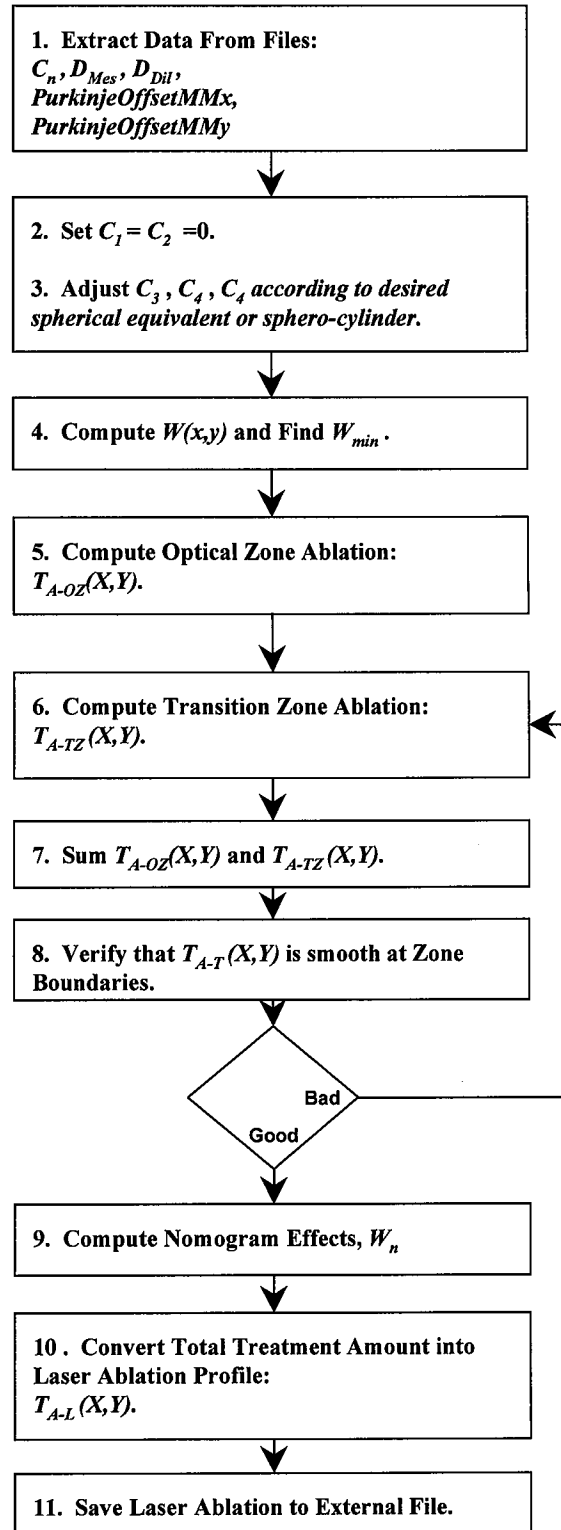 1. Extract Data From Files:
C_n, D_Mes, D_Dil,
PurkinjeOffsetMMx,
PurkinjeOffsetMMy
2. Set C_1 = C_2 =0.
3. Adjust C_3 , C_4 , C_4 according to desired
spherical equivalent or sphero-cylinder.
4. Compute W(x,y) and Find W_min .
5. Compute Optical Zone Ablation:
T_A-OZ(X,Y).
6. Compute Transition Zone Ablation:
T_A-TZ(X,Y).
7. Sum T_A-OZ(X,Y) and T_A-TZ(X,Y).
8. Verify that T_A-T(X,Y) is smooth at Zone
Boundaries.
Bad
Good
9. Compute Nomogram Effects, W_n
10 . Convert Total Treatment Amount into
Laser Ablation Profile:
T_A-L(X,Y).
11. Save Laser Ablation to External File.